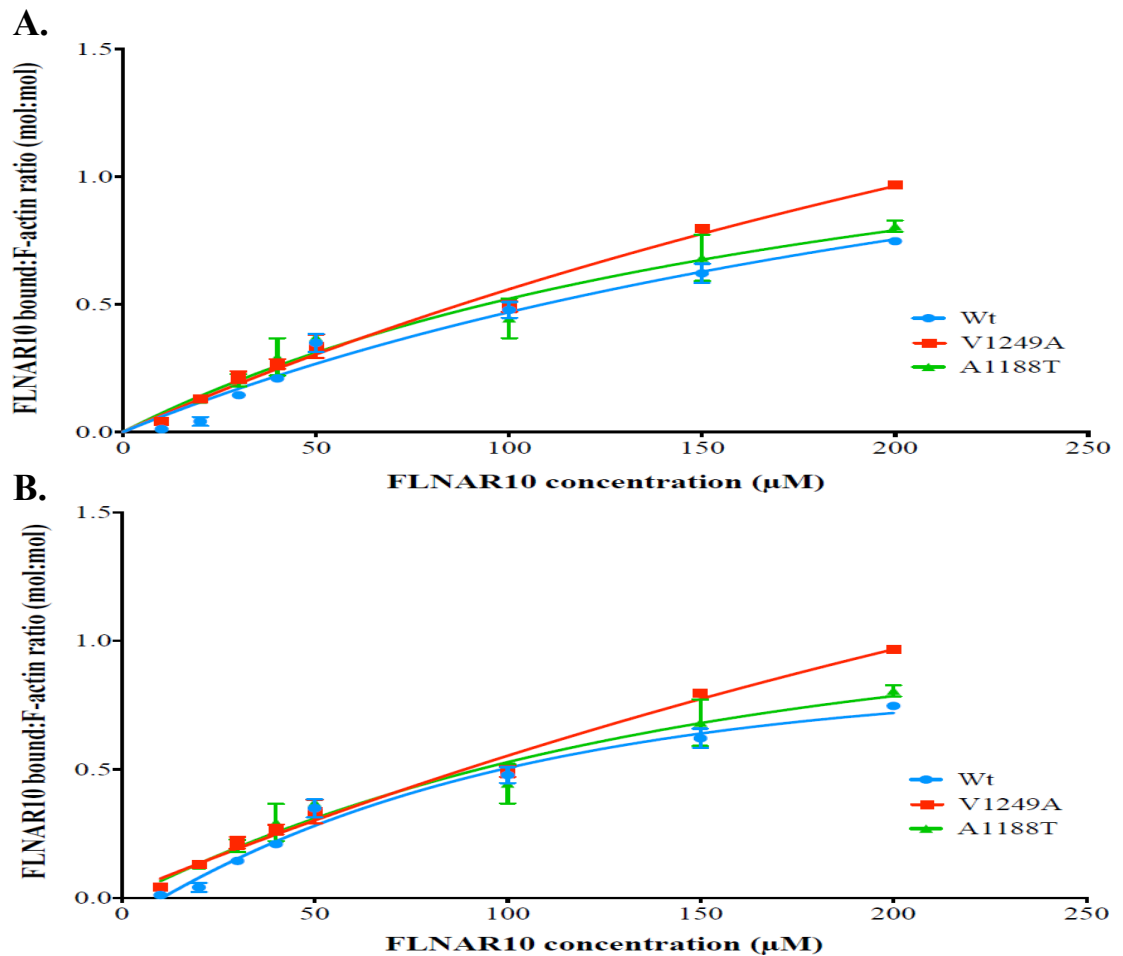 A.
1.5
1.0
0.5
0.0
FLNAR10 bound:F-actin ratio (mol:mol)
Wt
V1249A
A1188T
0 50 100 150 200 250
FLNAR10 concentration (µM)
B.
1.5
1.0
0.5
0.0
FLNAR10 bound:F-actin ratio (mol:mol)
Wt
V1249A
A1188T
0 50 100 150 200 250
FLNAR10 concentration (µM)